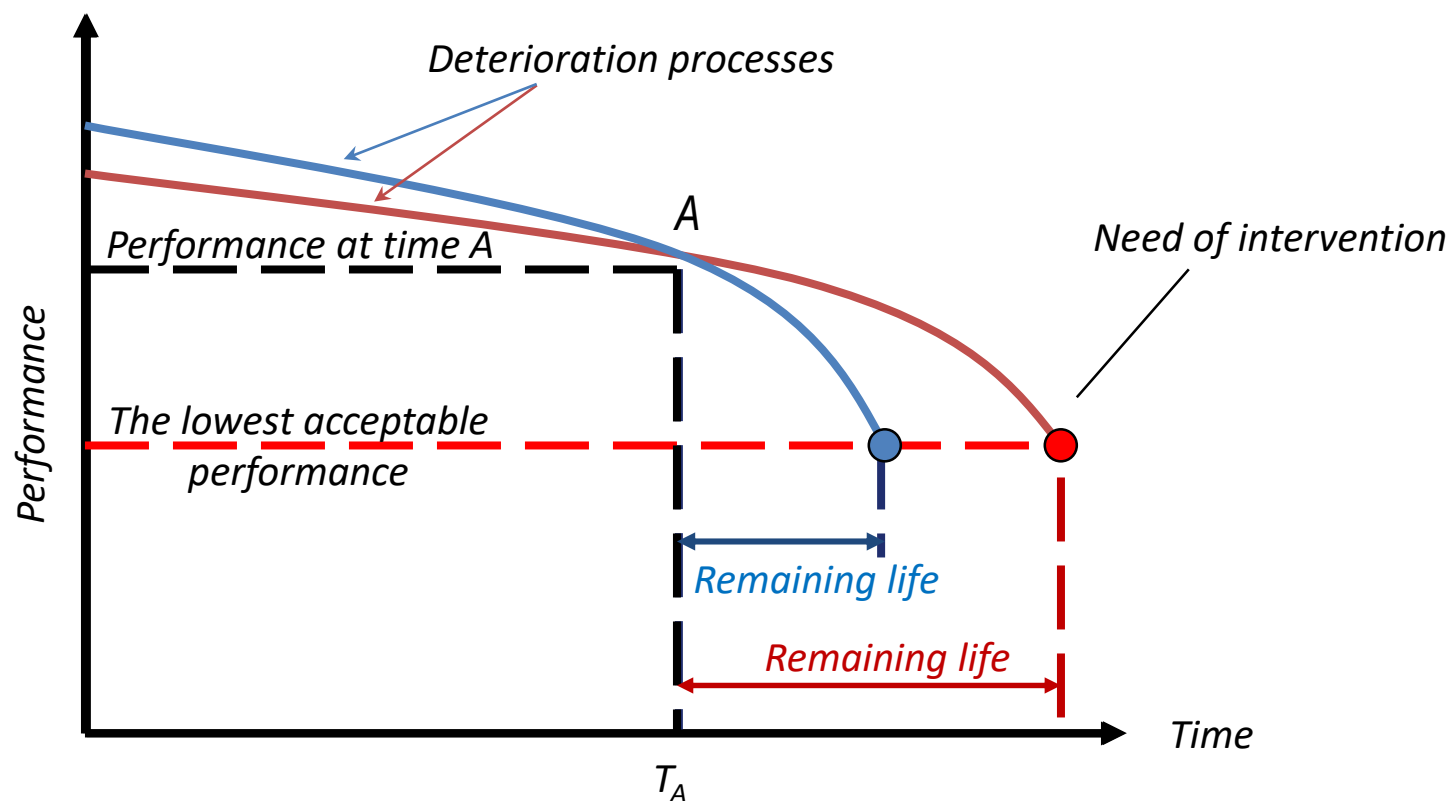 Deterioration processes
A
Performance at time A
Need of intervention
Performance
The lowest acceptable
performance
Remaining life
Remaining life
Time
T_A